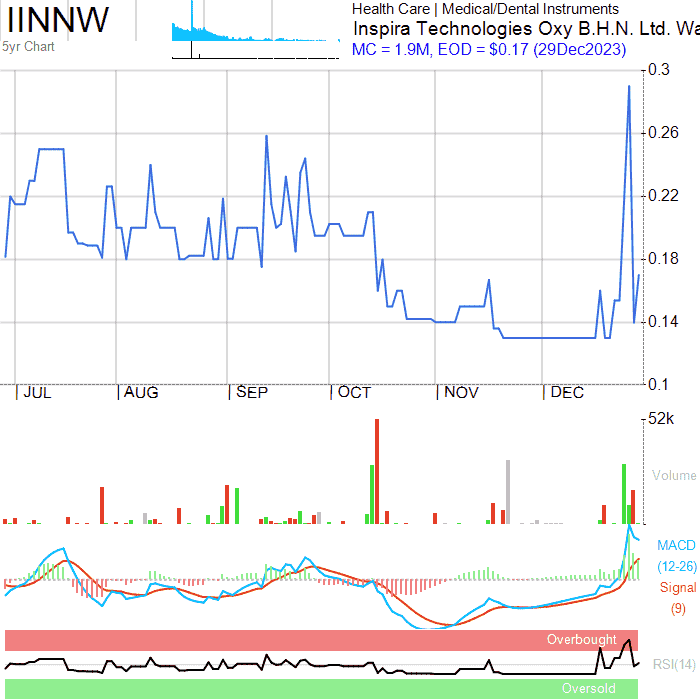 IINNW
5yr Chart
Health Care | Medical/Dental Instruments
Inspira Technologies Oxy B.H.N. Ltd. Wa
MC = 1.9M, EOD = $0.17 (29Dec2023)
0.3
0.26
0.22
0.18
0.14
0.1
JUL AUG SEP OCT NOV DEC
52k
Volume
MACD
(12-26)
Signal
(9)
Overbought
RSI(14)
Oversold